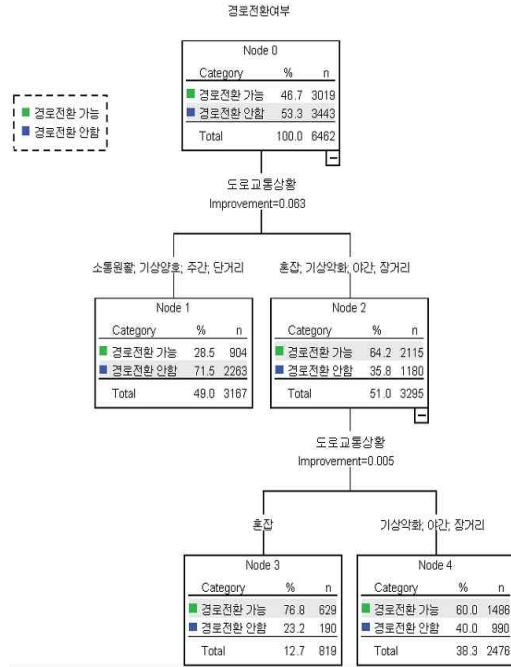 경로전환여부
Node 0
Category % n
경로전환 가능 46.7 3019
경로전환 안함 53.3 3443
Total 100.0 6462
경로전환 가능
경로전환 안함
도로교통상황
Improvement=0.063
소통원활; 기상양호; 주간; 단거리
혼잡; 기상악화; 야간; 장거리
Node 1
Category % n
경로전환 가능 28.5 904
경로전환 안함 71.5 2263
Total 49.0 3167
Node 2
Category % n
경로전환 가능 64.2 2115
경로전환 안함 35.8 1180
Total 51.0 3295
도로교통상황
Improvement=0.005
혼잡
기상악화; 야간; 장거리
Node 3
Category % n
경로전환 가능 76.8 629
경로전환 안함 23.2 190
Total 12.7 819
Node 4
Category % n
경로전환 가능 60.0 1486
경로전환 안함 40.0 990
Total 38.3 2476